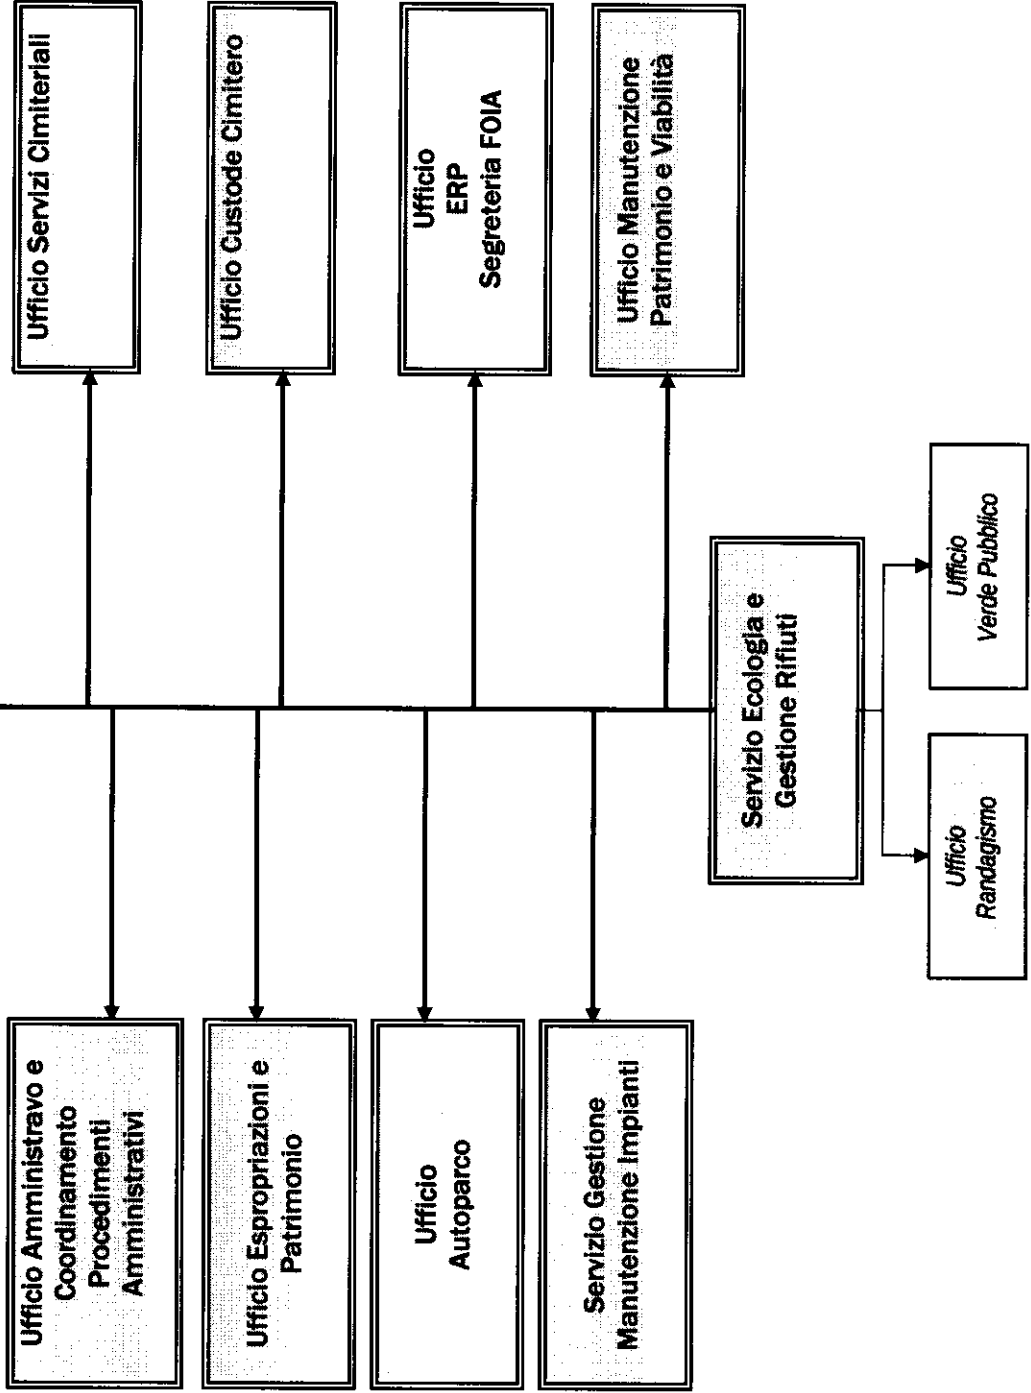 Ufficio Amministravo e
Coordinamento
Procedimenti
Amministrativi
Ufficio Servizi Cimiteriali
Ufficio Espropriazioni e
Patrimonio
Ufficio Custode Cimitero
Ufficio
Autoparco
Ufficio
ERP
Segreteria FOIA
Servizio Gestione
Manutenzione Impianti
Ufficio Manutenzione
Patrimonio e Viabilità
Servizio Ecologia e
Gestione Rifiuti
Ufficio
Randagismo
Ufficio
Verde Pubblico